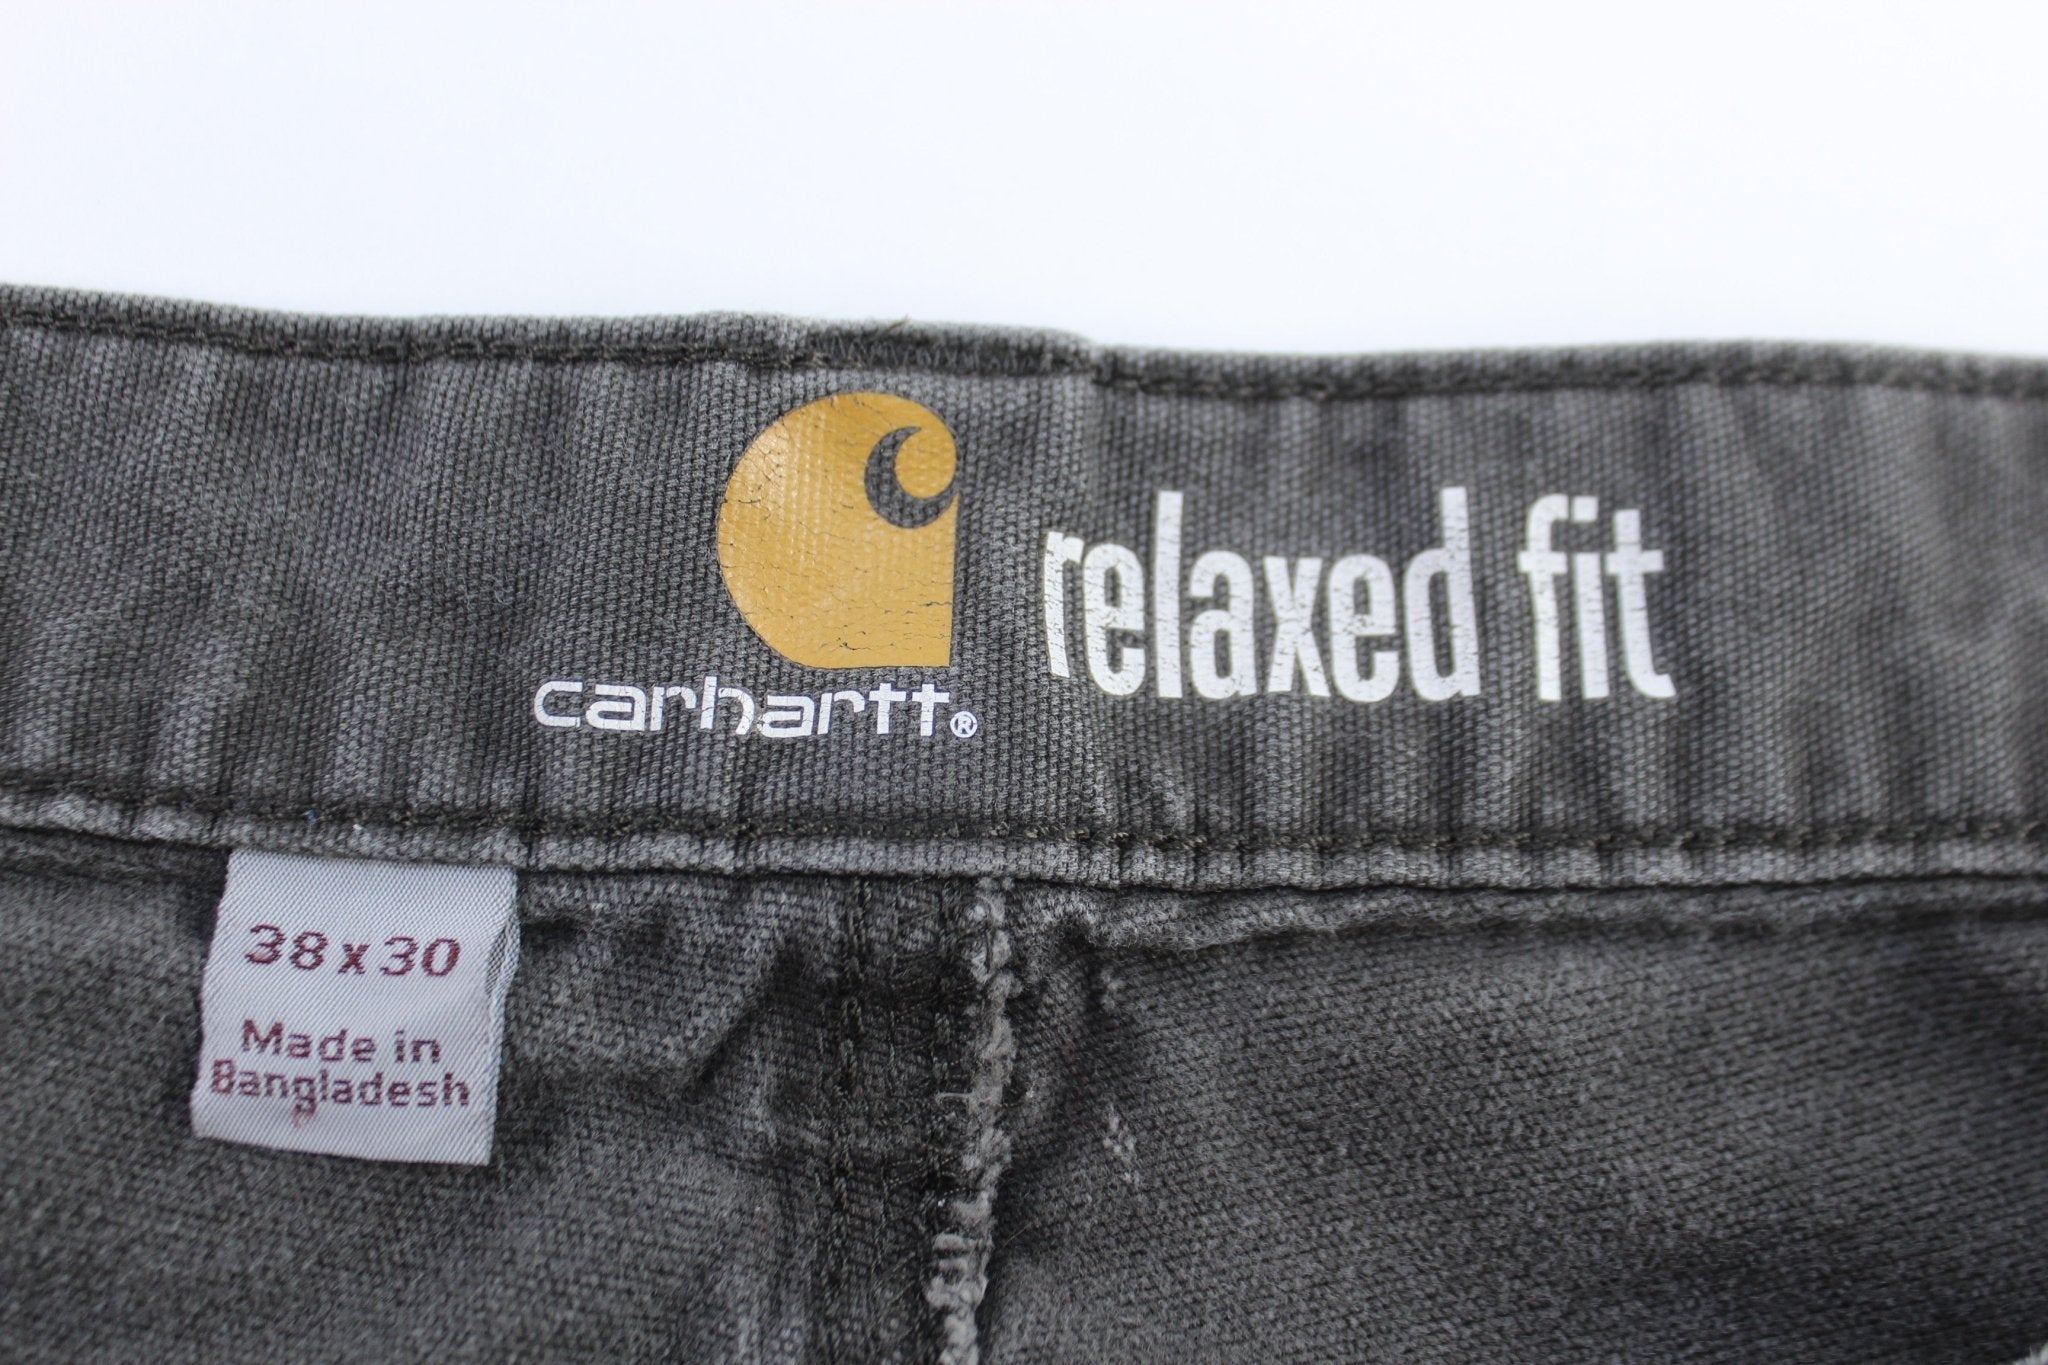 carhartt®
relaxed fit
38 x 30
Made in
Bangladesh
P